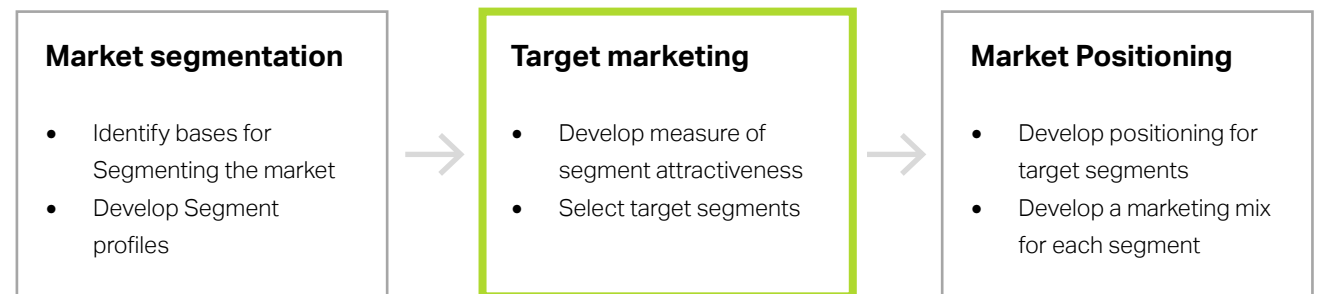 Market segmentation
• Identify bases for
Segmenting the market
• Develop Segment
profiles
Target marketing
• Develop measure of
segment attractiveness
• Select target segments
Market Positioning
• Develop positioning for
target segments
• Develop a marketing mix
for each segment